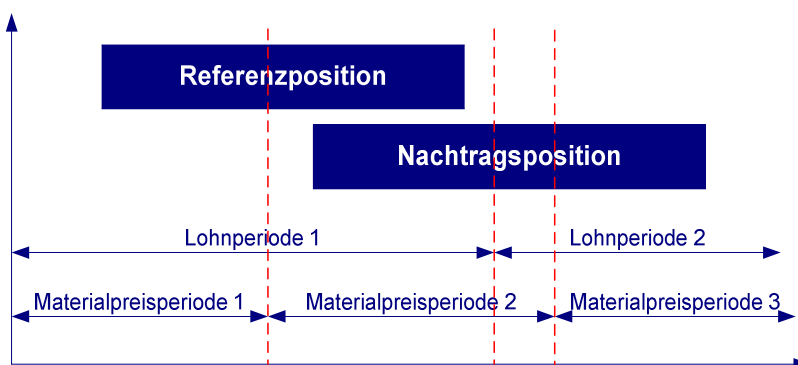 Referenzposition
Nachtragsposition
Lohnperiode 1
Lohnperiode 2
Materialpreisperiode 1
Materialpreisperiode 2
Materialpreisperiode 3